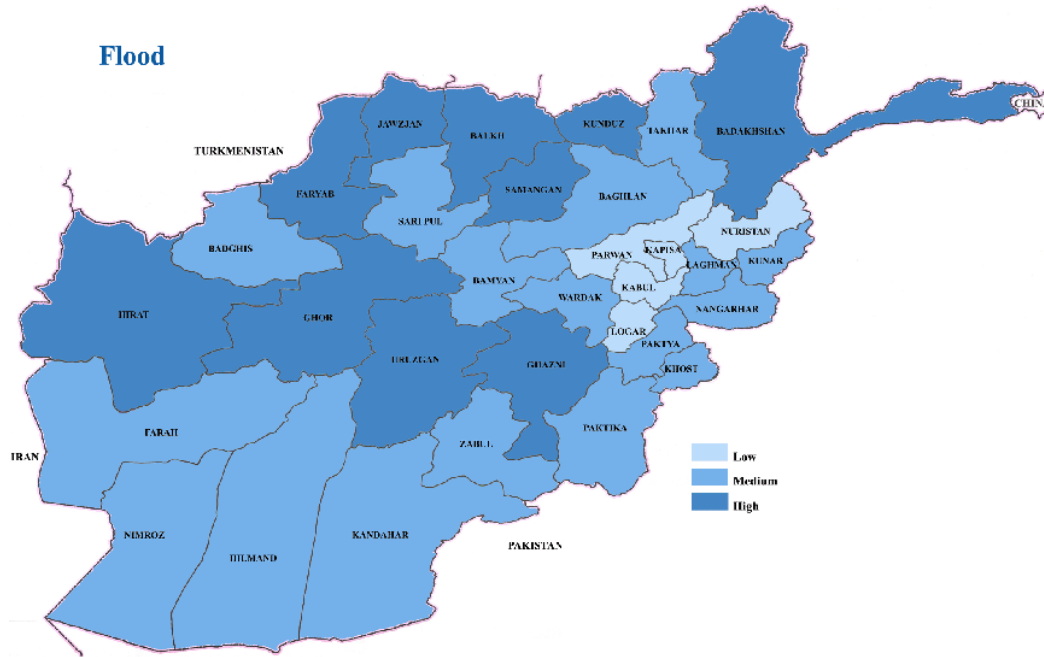 Flood
CHINA
JAWZJAN
BALKH
KUNDUZ
TAKHAR
BADAKHSHAN
TURKMENISTAN
FARYAB
SAMANGAN
BAGHLAN
SARI PUL
NURISTAN
BADGHIS
PARWAN
KAPISA
KUNAR
LAGHMAN
BAMYAN
KABUL
WARDAK
NANGARHAR
HIRAT
GHOR
LOGAR
PAKTYA
URUZGAN
GHAZNI
KHOST
FARAH
ZABUL
PAKTIKA
IRAN
Low
Medium
High
NIMROZ
HILMAND
KANDAHAR
PAKISTAN